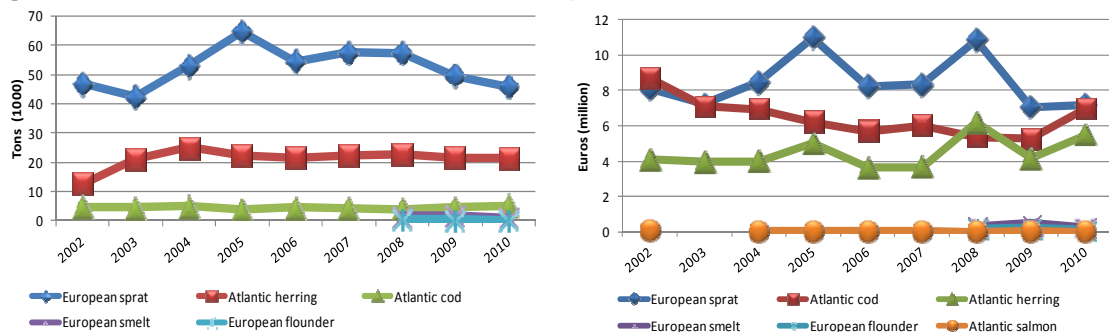 70
60
50
40
30
20
10
0
Tons (1000)
2002 2003 2004 2005 2006 2007 2008 2009 2010
European sprat Atlantic herring Atlantic cod
European smelt European flounder
12
10
8
6
4
2
0
Euros (million)
2002 2003 2004 2005 2006 2007 2008 2009 2010
European sprat Atlantic cod Atlantic herring
European smelt European flounder Atlantic salmon